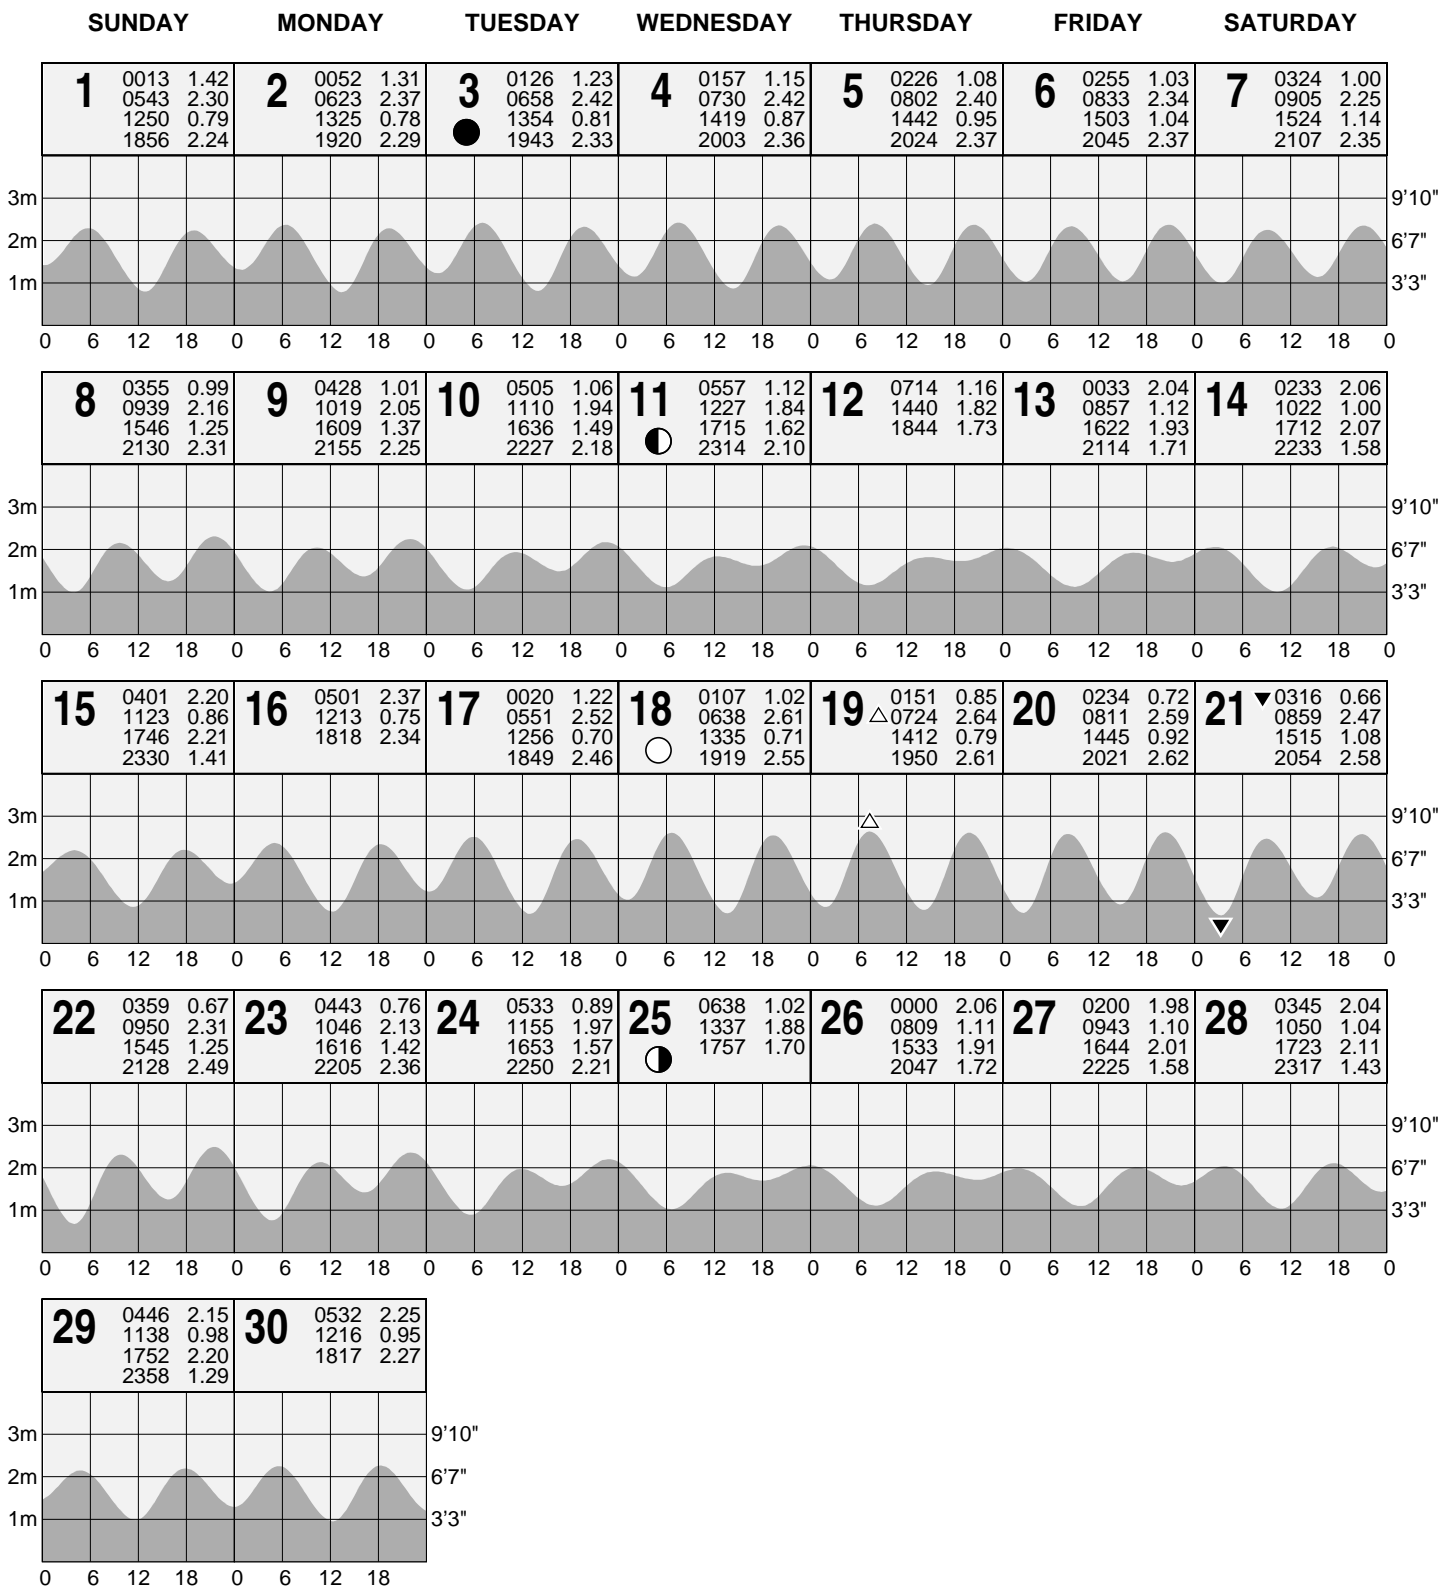 SUNDAY MONDAY TUESDAY WEDNESDAY THURSDAY FRIDAY SATURDAY
1 0013 1.42 2 0052 1.31 3 0126 1.23 4 0157 1.15 5 0226 1.08 6 0255 1.03 7 0324 1.00
0543 2.30 0623 2.37 0658 2.42 0730 2.42 0802 2.40 0833 2.34 0905 2.25
1250 0.79 1325 0.78 1354 0.81 1419 0.87 1442 0.95 1503 1.04 1524 1.14
1856 2.24 1920 2.29 1943 2.33 2003 2.36 2024 2.37 2045 2.37 2107 2.35
3m 9'10"
2m 6'7"
1m 3'3"
0 6 12 18 0 6 12 18 0 6 12 18 0 6 12 18 0 6 12 18 0 6 12 18 0 6 12 18 0
8 0355 0.99 9 0428 1.01 10 0505 1.06 11 0557 1.12 12 0714 1.16 13 0033 2.04 14 0233 2.06
0939 2.16 1019 2.05 1110 1.94 1227 1.84 1440 1.82 0857 1.12 1022 1.00
1546 1.25 1609 1.37 1636 1.49 1715 1.62 1844 1.73 1622 1.93 1712 2.07
2130 2.31 2155 2.25 2227 2.18 2314 2.10 2114 1.71 2233 1.58
3m 9'10"
2m 6'7"
1m 3'3"
0 6 12 18 0 6 12 18 0 6 12 18 0 6 12 18 0 6 12 18 0 6 12 18 0 6 12 18 0
15 0401 2.20 16 0501 2.37 17 0020 1.22 18 0107 1.02 19 0151 0.85 20 0234 0.72 21 0316 0.66
1123 0.86 1213 0.75 0551 2.52 0638 2.61 0724 2.64 0811 2.59 0859 2.47
1746 2.21 1818 2.34 1256 0.70 1335 0.71 1412 0.79 1445 0.92 1515 1.08
2330 1.41 1849 2.46 1919 2.55 1950 2.61 2021 2.62 2054 2.58
3m 9'10"
2m 6'7"
1m 3'3"
0 6 12 18 0 6 12 18 0 6 12 18 0 6 12 18 0 6 12 18 0 6 12 18 0 6 12 18 0
22 0359 0.67 23 0443 0.76 24 0533 0.89 25 0638 1.02 26 0000 2.06 27 0200 1.98 28 0345 2.04
0950 2.31 1046 2.13 1155 1.97 1337 1.88 0809 1.11 0943 1.10 1050 1.04
1545 1.25 1616 1.42 1653 1.57 1757 1.70 1533 1.91 1644 2.01 1723 2.11
2128 2.49 2205 2.36 2250 2.21 2047 1.72 2225 1.58 2317 1.43
3m 9'10"
2m 6'7"
1m 3'3"
0 6 12 18 0 6 12 18 0 6 12 18 0 6 12 18 0 6 12 18 0 6 12 18 0 6 12 18 0
29 0446 2.15 30 0532 2.25
1138 0.98 1216 0.95
1752 2.20 1817 2.27
2358 1.29
3m 9'10"
2m 6'7"
1m 3'3"
0 6 12 18 0 6 12 18